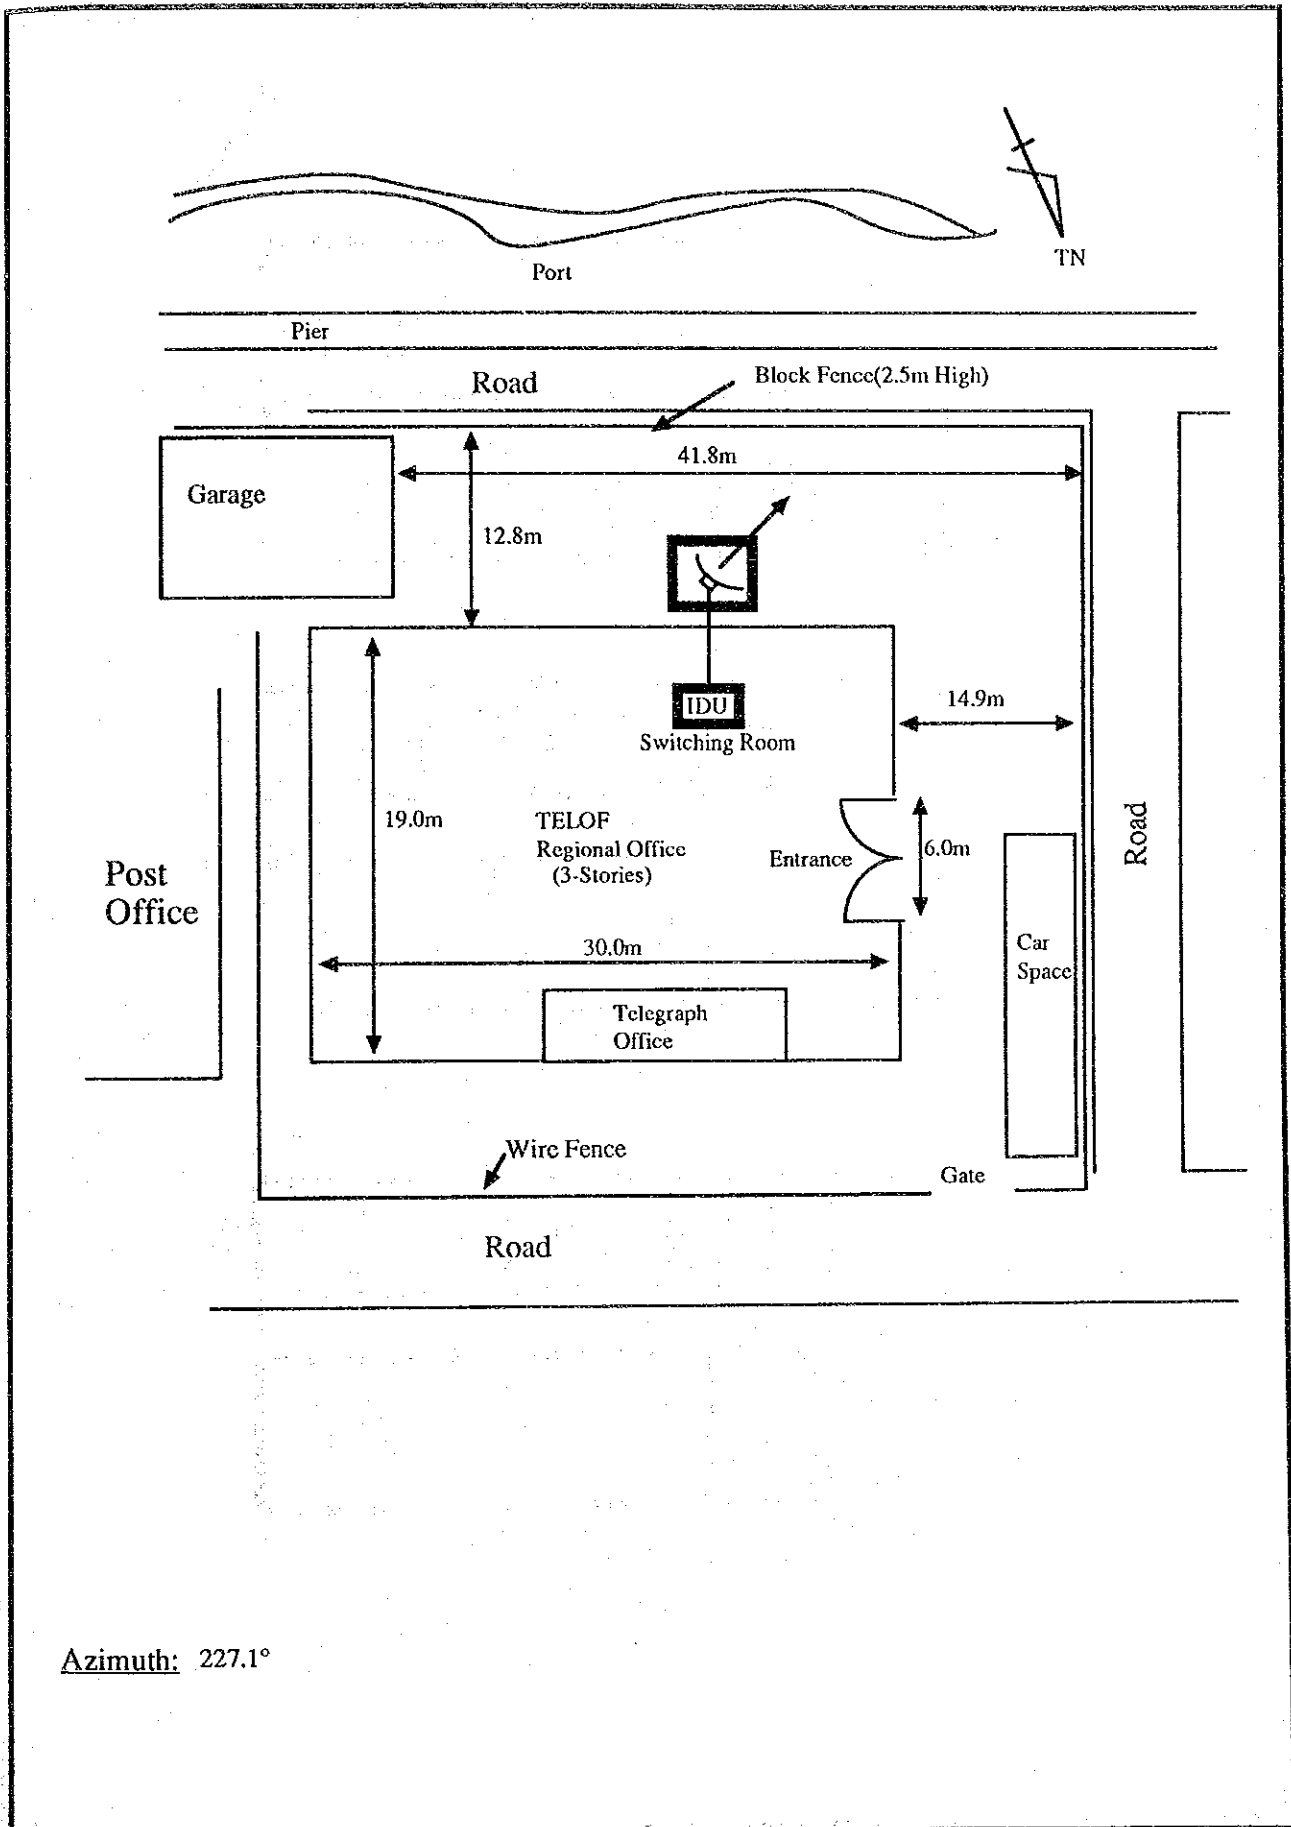 TN
Port
Pier
Road
Block Fence(2.5m High)
41.8m
Garage
12.8m
IDU
Switching Room
14.9m
19.0m
TELOF
Regional Office
(3-Stories)
Entrance
6.0m
Road
Post
Office
30.0m
Car
Space
Telegraph
Office
Wire Fence
Gate
Road
Azimuth: 227.1°